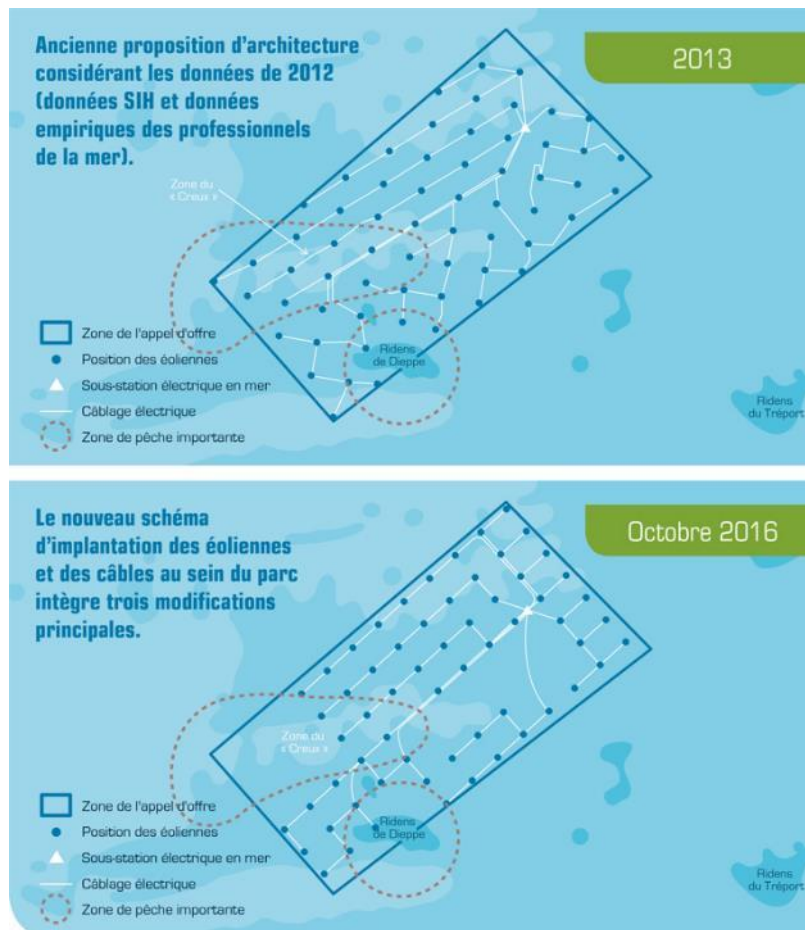 Ancienne proposition d'architecture
considérant les données de 2012
(données SIH et données
empiriques des professionnels
de la mer).
2013
Zone du
« Creux »
Zone de l'appel d'offre
Position des éoliennes
Sous-station électrique en mer
Câblage électrique
Zone de pêche importante
Ridens
de Dieppe
Ridens
du Tréport
Le nouveau schéma
d'implantation des éoliennes
et des câbles au sein du parc
intègre trois modifications
principales.
Octobre 2016
Zone du
« Creux »
Zone de l'appel d'offre
Position des éoliennes
Sous-station électrique en mer
Câblage électrique
Zone de pêche importante
Ridens
de Dieppe
Ridens
du Tréport